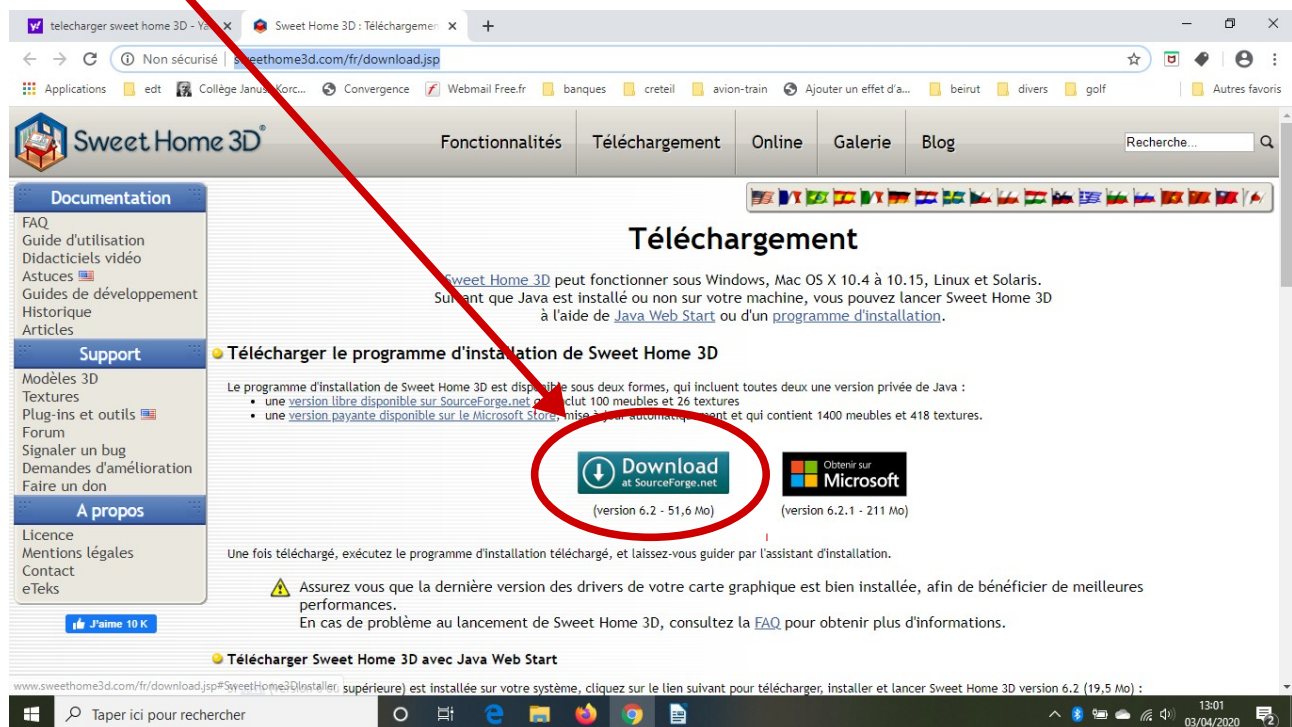 telecharger sweet home 3D - Ya
Sweet Home 3D : Téléchargemen
Non sécurisé | sweethome3d.com/fr/download.jsp
Applications edt Collège Janusz Korc... Convergence Webmail Free.fr banques creteil avion-train Ajouter un effet d'a... beirut divers golf Autres favoris
Sweet Home 3D®
Fonctionnalités Téléchargement Online Galerie Blog
Recherche...
Documentation
FAQ
Guide d'utilisation
Didacticiels vidéo
Astuces
Guides de développement
Historique
Articles
Support
Modèles 3D
Textures
Plug-ins et outils
Forum
Signaler un bug
Demandes d'amélioration
Faire un don
A propos
Licence
Mentions légales
Contact
eTeks
J'aime 10 K
Téléchargement
Sweet Home 3D peut fonctionner sous Windows, Mac OS X 10.4 à 10.15, Linux et Solaris.
Suivant que Java est installé ou non sur votre machine, vous pouvez lancer Sweet Home 3D
à l'aide de Java Web Start ou d'un programme d'installation.
Télécharger le programme d'installation de Sweet Home 3D
Le programme d'installation de Sweet Home 3D est disponible sous deux formes, qui incluent toutes deux une version privée de Java :
une version libre disponible sur SourceForge.net qui inclut 100 meubles et 26 textures
une version payante disponible sur le Microsoft Store, mise à jour automatiquement et qui contient 1400 meubles et 418 textures.
Download
at SourceForge.net
(version 6.2 - 51,6 Mo)
Obtenir sur
Microsoft
(version 6.2.1 - 211 Mo)
Une fois téléchargé, exécutez le programme d'installation téléchargé, et laissez-vous guider par l'assistant d'installation.
Assurez vous que la dernière version des drivers de votre carte graphique est bien installée, afin de bénéficier de meilleures
performances.
En cas de problème au lancement de Sweet Home 3D, consultez la FAQ pour obtenir plus d'informations.
Télécharger Sweet Home 3D avec Java Web Start
supérieure) est installée sur votre système, cliquez sur le lien suivant pour télécharger, installer et lancer Sweet Home 3D version 6.2 (19,5 Mo) :
www.sweethome3d.com/fr/download.jsp#SweetHome3DInstaller
Taper ici pour rechercher
13:01
03/04/2020
2